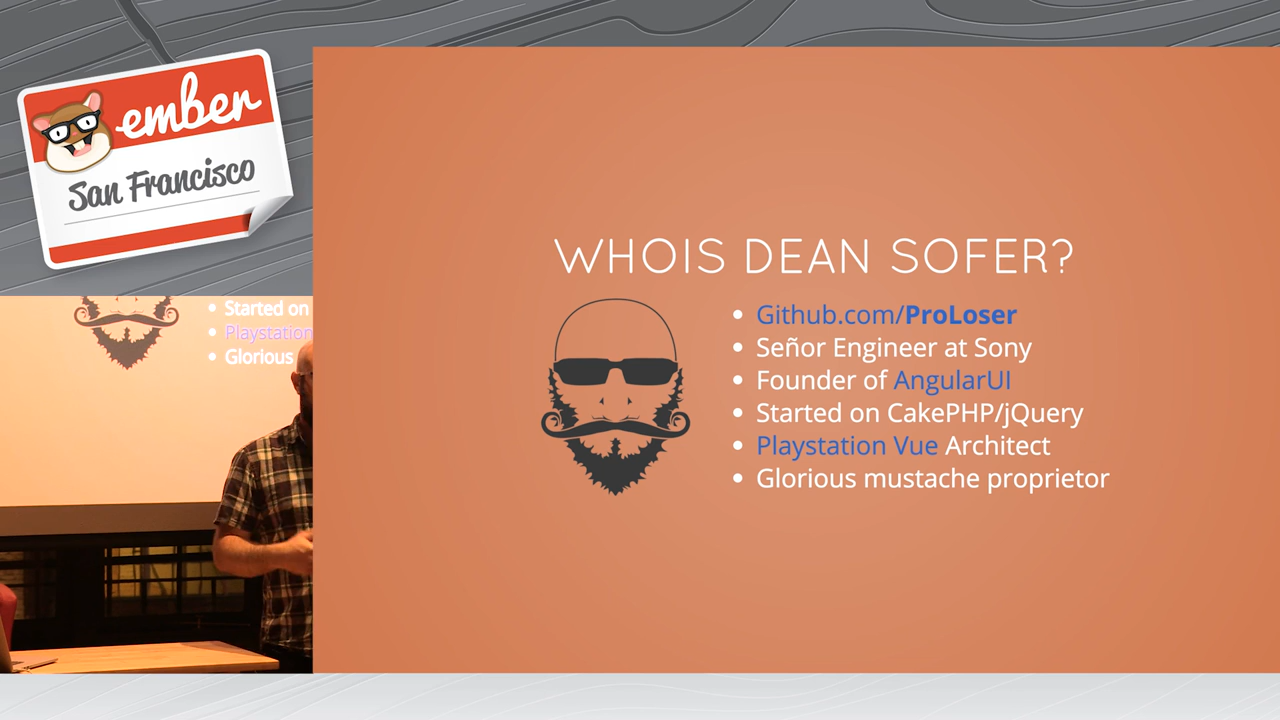 ember
San Francisco
Started on
Playstation
Glorious
WHOIS DEAN SOFER?
Github.com/ProLoser
Señor Engineer at Sony
Founder of AngularUI
Started on CakePHP/jQuery
Playstation Vue Architect
Glorious mustache proprietor